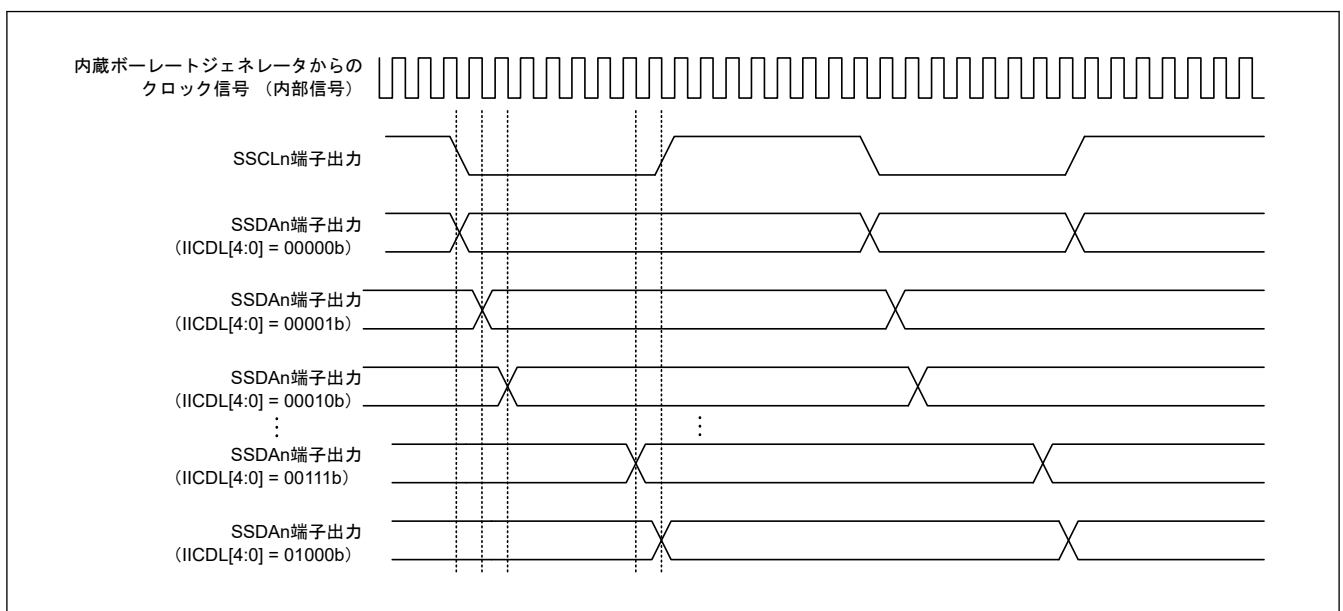 内蔵ボーレートジェネレータからの
クロック信号 （内部信号）
SSCLn端子出力
SSDAn端子出力
（IICDL[4:0] = 00000b）
SSDAn端子出力
（IICDL[4:0] = 00001b）
SSDAn端子出力
（IICDL[4:0] = 00010b）
SSDAn端子出力
（IICDL[4:0] = 00111b）
SSDAn端子出力
（IICDL[4:0] = 01000b）